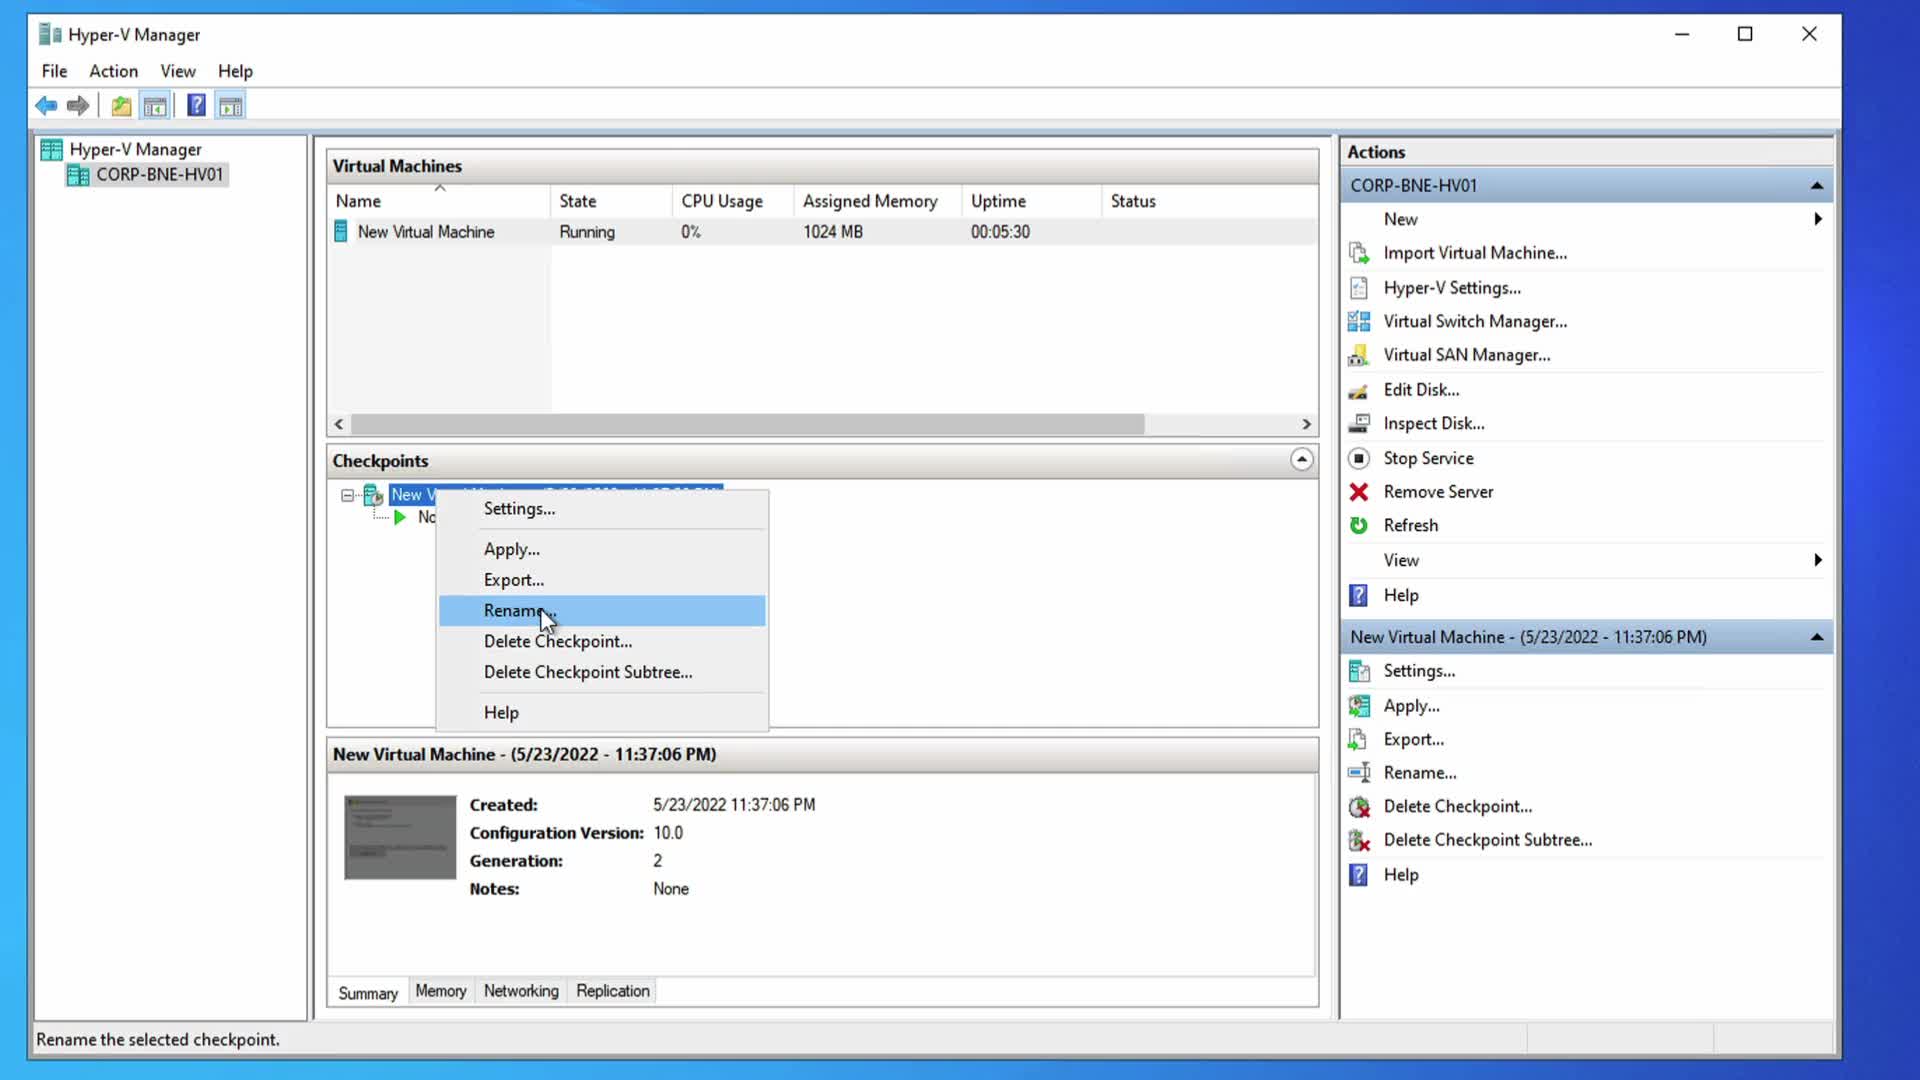 Hyper-V Manager
File Action View Help
Hyper-V Manager
CORP-BNE-HV01
Virtual Machines
Name State CPU Usage Assigned Memory Uptime Status
New Virtual Machine Running 0% 1024 MB 00:05:30
Checkpoints
New V
No
Settings...
Apply...
Export...
Rename...
Delete Checkpoint...
Delete Checkpoint Subtree...
Help
New Virtual Machine - (5/23/2022 - 11:37:06 PM)
Created: 5/23/2022 11:37:06 PM
Configuration Version: 10.0
Generation: 2
Notes: None
Summary Memory Networking Replication
Actions
CORP-BNE-HV01
New
Import Virtual Machine...
Hyper-V Settings...
Virtual Switch Manager...
Virtual SAN Manager...
Edit Disk...
Inspect Disk...
Stop Service
Remove Server
Refresh
View
Help
New Virtual Machine - (5/23/2022 - 11:37:06 PM)
Settings...
Apply...
Export...
Rename...
Delete Checkpoint...
Delete Checkpoint Subtree...
Help
Rename the selected checkpoint.